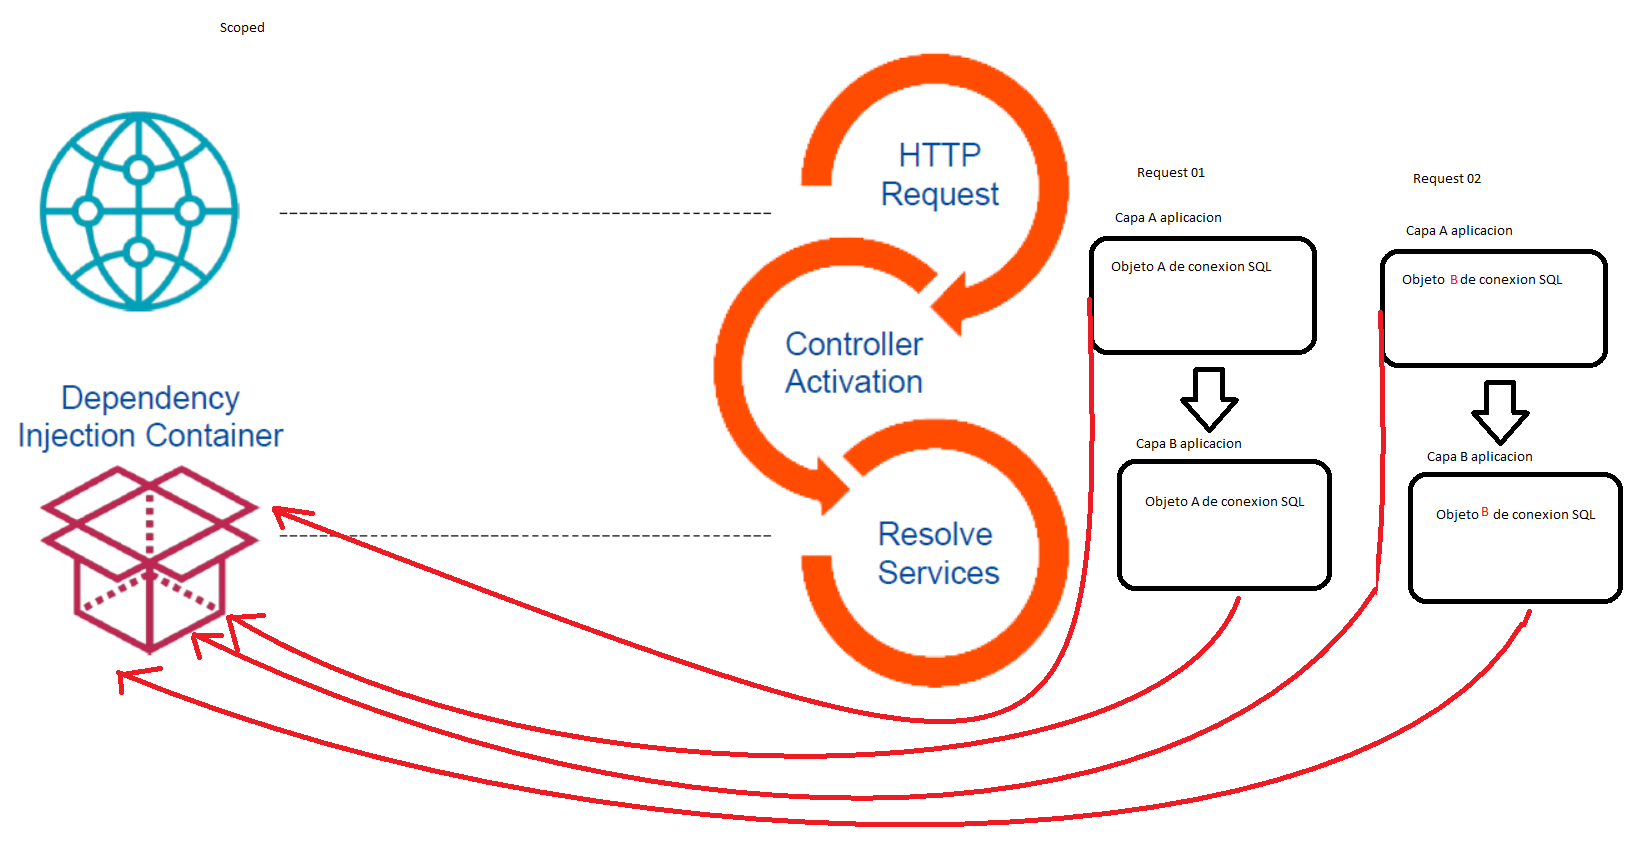 Scoped
HTTP
Request
Controller
Activation
Resolve
Services
Dependency
Injection Container
Request 01
Capa A aplicacion
Objeto A de conexion SQL
Capa B aplicacion
Objeto A de conexion SQL
Request 02
Capa A aplicacion
Objeto B de conexion SQL
Capa B aplicacion
Objeto B de conexion SQL